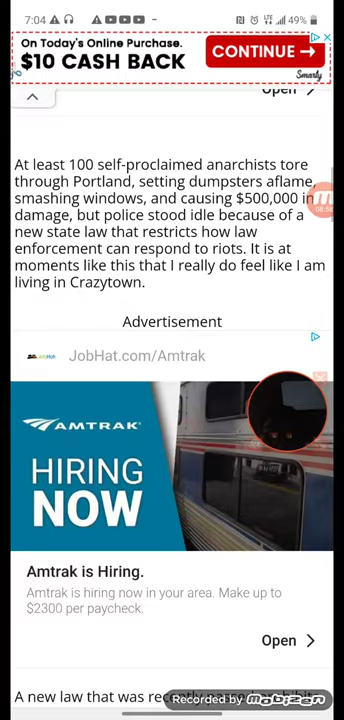 7:04
LTE 49%
On Today's Online Purchase.
$10 CASH BACK
CONTINUE →
Smarly
Open
At least 100 self-proclaimed anarchists tore
through Portland, setting dumpsters aflame,
smashing windows, and causing $500,000 in
damage, but police stood idle because of a
new state law that restricts how law
enforcement can respond to riots. It is at
moments like this that I really do feel like I am
living in Crazytown.
Advertisement
JobHat.com/Amtrak
AMTRAK
HIRING
NOW
Amtrak is Hiring.
Amtrak is hiring now in your area. Make up to
$2300 per paycheck.
Open
A new law that was recently passed
Recorded by mobizen